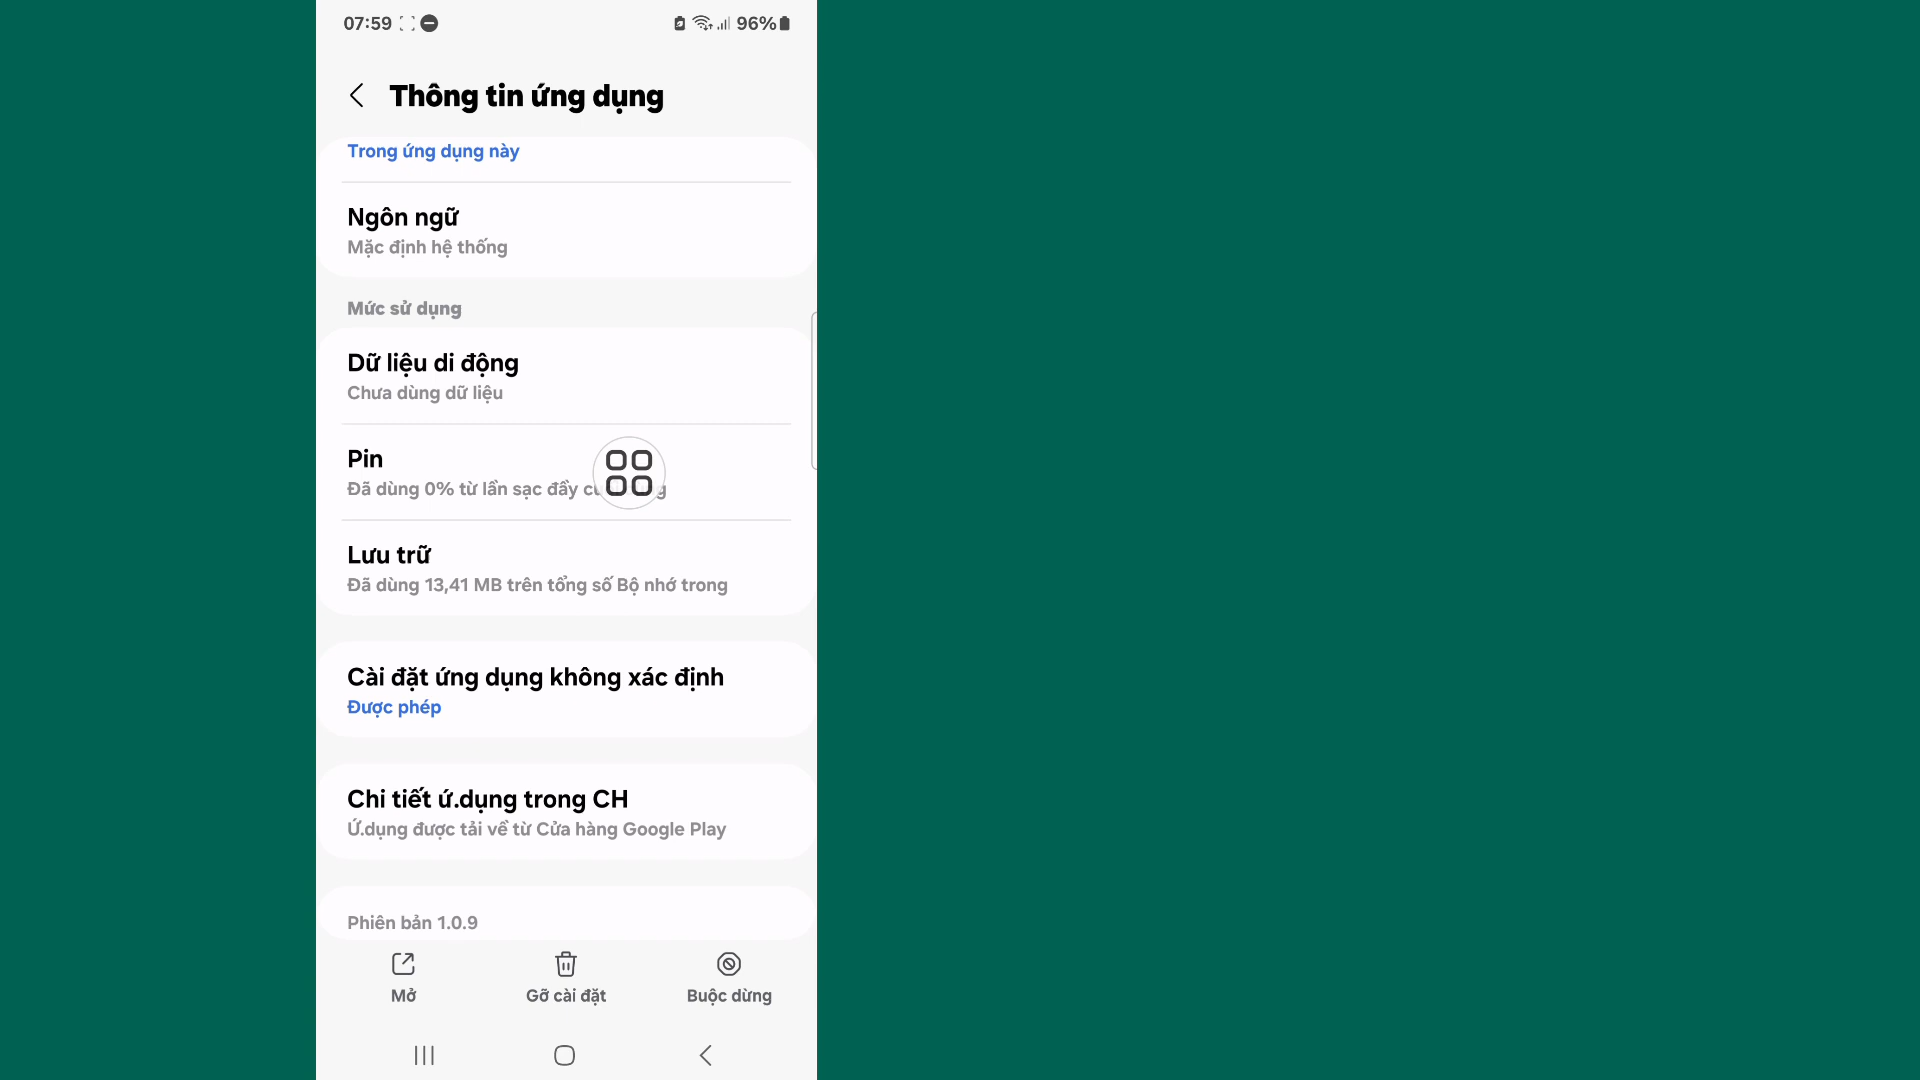 07:59 96%
Thông tin ứng dụng
Trong ứng dụng này
Ngôn ngữ
Mặc định hệ thống
Mức sử dụng
Dữ liệu di động
Chưa dùng dữ liệu
Pin
Đã dùng 0% từ lần sạc đầy
Lưu trữ
Đã dùng 13,41 MB trên tổng số Bộ nhớ trong
Cài đặt ứng dụng không xác định
Được phép
Chi tiết ứ.dụng trong CH
Ứ.dụng được tải về từ Cửa hàng Google Play
Phiên bản 1.0.9
Mở Gỡ cài đặt Buộc dừng